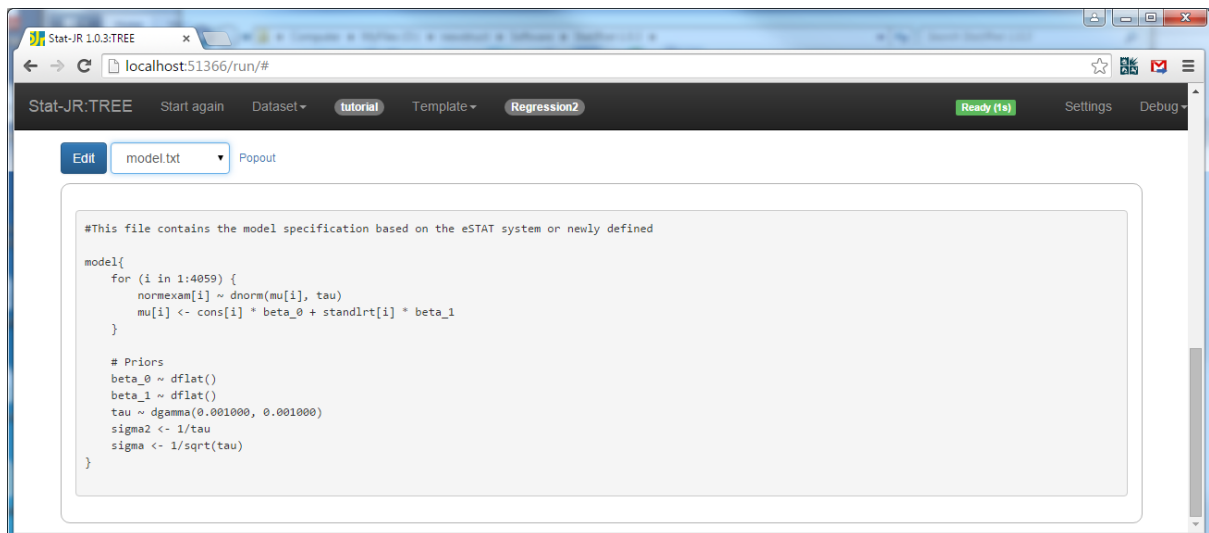 Stat-JR 1.0.3:TREE
localhost:51366/run/#
Stat-JR:TREE Start again Dataset tutorial Template Regression2 Ready (1s) Settings Debug
Edit model.txt Popout
#This file contains the model specification based on the eSTAT system or newly defined
model{
for (i in 1:4059) {
normexam[i] ~ dnorm(mu[i], tau)
mu[i] <- cons[i] * beta_0 + standlrt[i] * beta_1
}
# Priors
beta_0 ~ dflat()
beta_1 ~ dflat()
tau ~ dgamma(0.001000, 0.001000)
sigma2 <- 1/tau
sigma <- 1/sqrt(tau)
}